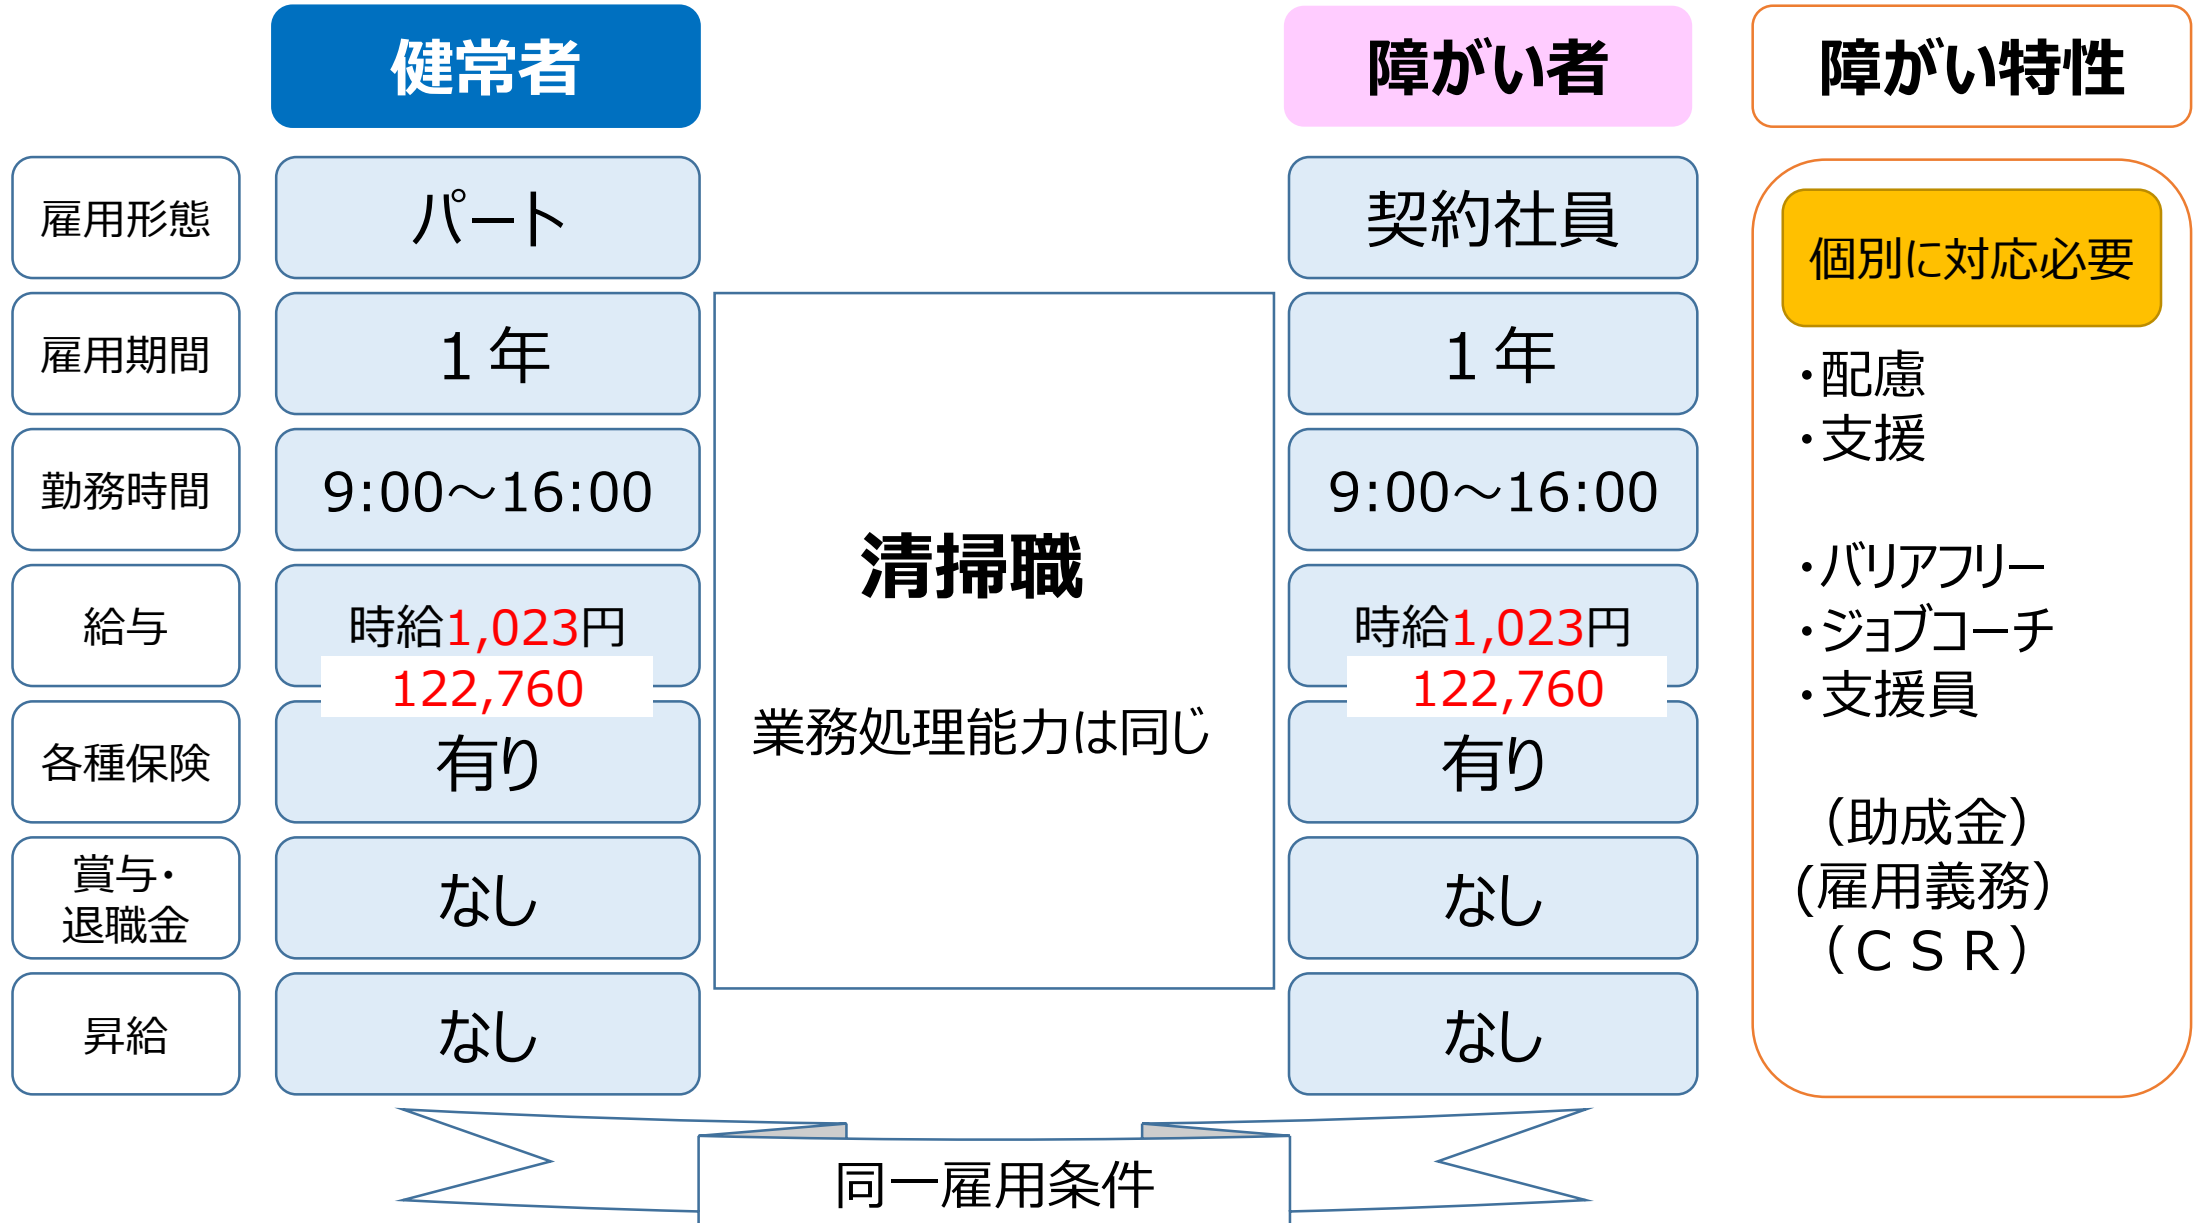 健常者
障がい者
障がい特性
雇用形態
パート
契約社員
雇用期間
1年
1年
勤務時間
9:00～16:00
9:00～16:00
給与
時給1,023円
122,760
時給1,023円
122,760
各種保険
有り
有り
賞与・
退職金
なし
なし
昇給
なし
なし
清掃職
業務処理能力は同じ
個別に対応必要
・配慮
・支援
・バリアフリー
・ジョブコーチ
・支援員
（助成金）
(雇用義務）
（ＣＳＲ）
同一雇用条件